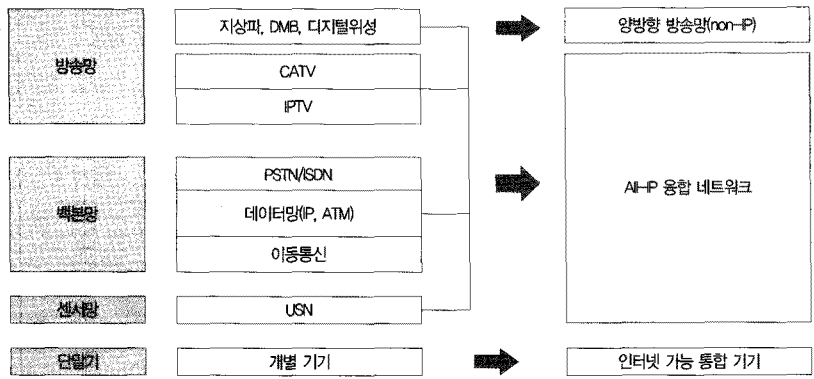 방송망
지상파, DMB, 디지털위성
CATV
IPTV
양방향 방송망(non-IP)
백본망
PSTN/ISDN
데이터망(IP, ATM)
이동통신
All-IP 융합 네트워크
센서망
USN
단말기
개별 기기
인터넷 가능 통합 기기